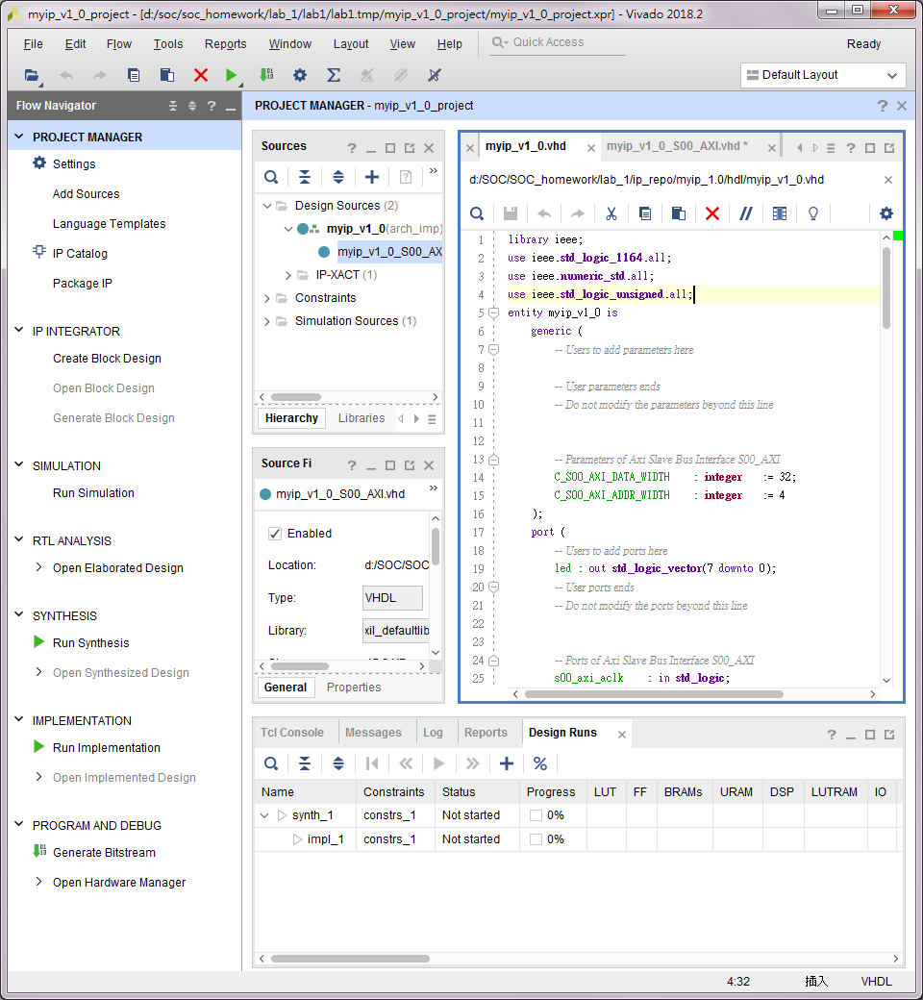 myip_v1_0_project - [d:/soc/soc_homework/lab_1/lab1/lab1.tmp/myip_v1_0_project/myip_v1_0_project.xpr] - Vivado 2018.2
File Edit Flow Tools Reports Window Layout View Help Quick Access Ready
Default Layout
Flow Navigator
PROJECT MANAGER
Settings
Add Sources
Language Templates
IP Catalog
Package IP
IP INTEGRATOR
Create Block Design
Open Block Design
Generate Block Design
SIMULATION
Run Simulation
RTL ANALYSIS
Open Elaborated Design
SYNTHESIS
Run Synthesis
Open Synthesized Design
IMPLEMENTATION
Run Implementation
Open Implemented Design
PROGRAM AND DEBUG
Generate Bitstream
Open Hardware Manager
PROJECT MANAGER - myip_v1_0_project
Sources
Design Sources (2)
myip_v1_0(arch_imp)
myip_v1_0_S00_AX
IP-XACT (1)
Constraints
Simulation Sources (1)
Hierarchy Libraries
Source Fi
myip_v1_0_S00_AXI.vhd
Enabled
Location: d:/SOC/SOC
Type: VHDL
Library: xil_defaultlib
General Properties
myip_v1_0.vhd myip_v1_0_S00_AXI.vhd *
d:/SOC/SOC_homework/lab_1/ip_repo/myip_1.0/hdl/myip_v1_0.vhd
1 library ieee;
2 use ieee.std_logic_1164.all;
3 use ieee.numeric_std.all;
4 use ieee.std_logic_unsigned.all;
5 entity myip_v1_0 is
6 generic (
7 -- Users to add parameters here
8
9 -- User parameters ends
10 -- Do not modify the parameters beyond this line
11
12
13 -- Parameters of Axi Slave Bus Interface S00_AXI
14 C_S00_AXI_DATA_WIDTH : integer := 32;
15 C_S00_AXI_ADDR_WIDTH : integer := 4
16 );
17 port (
18 -- Users to add ports here
19 led : out std_logic_vector(7 downto 0);
20 -- User ports ends
21 -- Do not modify the ports beyond this line
22
23
24 -- Ports of Axi Slave Bus Interface S00_AXI
25 s00_axi_aclk : in std_logic;
Tcl Console Messages Log Reports Design Runs
Name Constraints Status Progress LUT FF BRAMs URAM DSP LUTRAM IO
synth_1 constrs_1 Not started 0%
impl_1 constrs_1 Not started 0%
4:32 插入 VHDL